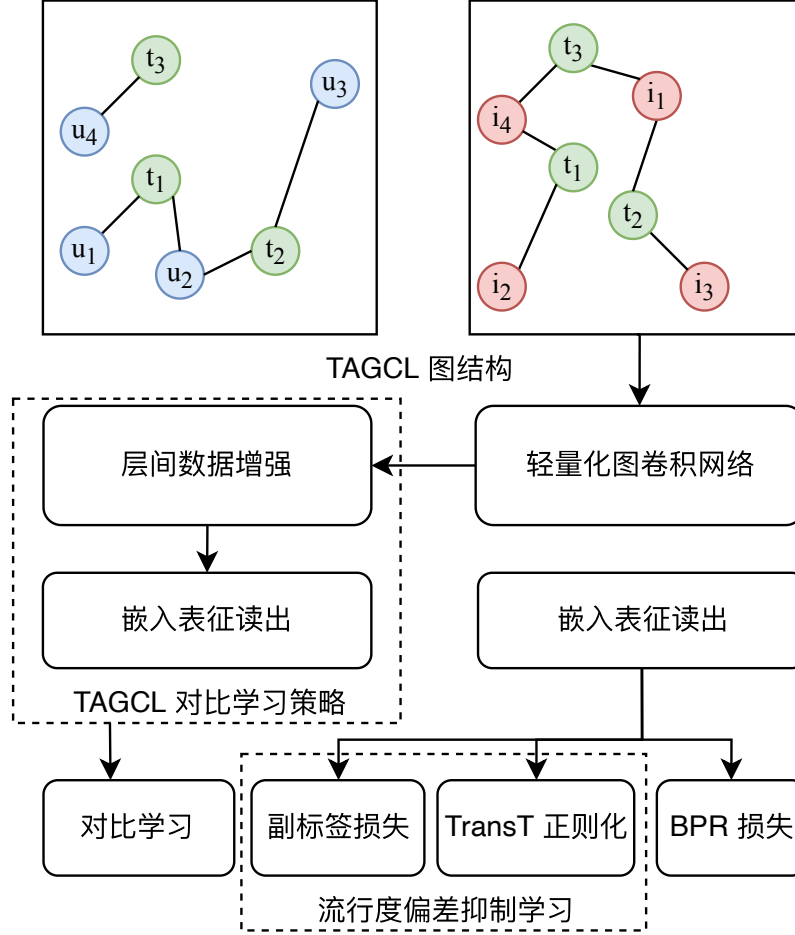 t3
u4
u3
t1
u1
u2
t2
t3
i4
i1
t1
t2
i2
i3
TAGCL 图结构
层间数据增强
轻量化图卷积网络
嵌入表征读出
嵌入表征读出
TAGCL 对比学习策略
对比学习
副标签损失
TransT 正则化
BPR 损失
流行度偏差抑制学习